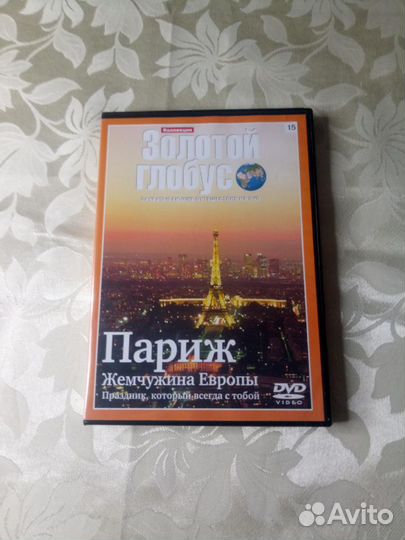 Коллекция
15
Золотой
глобус
Париж
Жемчужина Европы
Праздник, который всегда с тобой
DVD
VIDEO
Avito